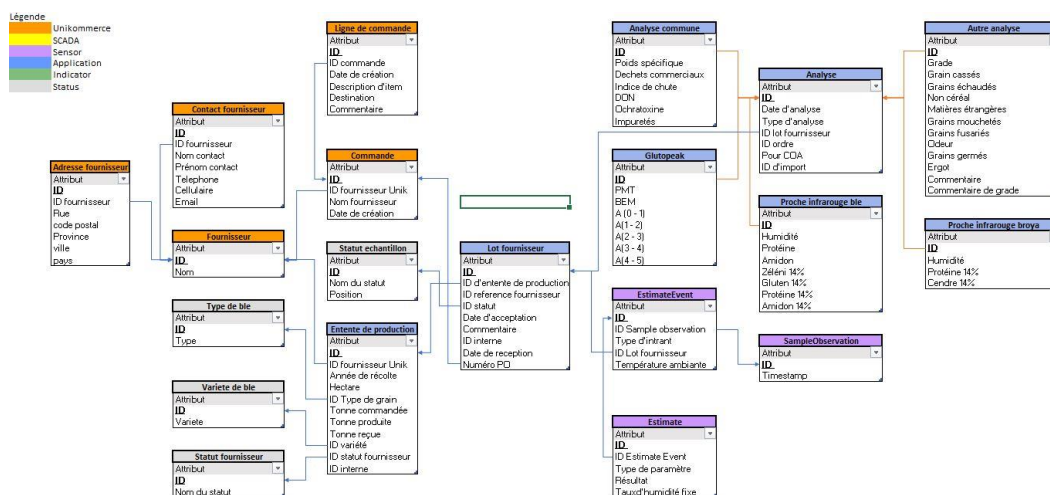 Légende
Unikommerce
SCADA
Sensor
Application
Indicator
Status
Adresse fournisseur
Attribut
ID
ID fournisseur
Rue
code postal
Province
ville
pays
Contact fournisseur
Attribut
ID
ID fournisseur
Nom contact
Prénom contact
Telephone
Cellulaire
Email
Fournisseur
Attribut
ID
Nom
Type de ble
Attribut
ID
Type
Variete de ble
Attribut
ID
Variete
Statut fournisseur
Attribut
ID
Nom du statut
Ligne de commande
Attribut
ID
ID commande
Date de création
Description d'item
Destination
Commentaire
Commande
Attribut
ID
ID fournisseur Unik
Nom fournisseur
Date de création
Statut echantillon
Attribut
ID
Nom du statut
Position
Entente de production
Attribut
ID
ID fournisseur Unik
Année de récolte
Hectare
ID Type de grain
Tonne commandée
Tonne produite
Tonne reçue
ID variété
ID statut fournisseur
ID interne
Lot fournisseur
Attribut
ID
ID d'entente de production
ID reference fournisseur
ID statut
Date d'acceptation
Commentaire
ID interne
Date de reception
Numéro PO
Analyse commune
Attribut
ID
Poids spécifique
Dechets commerciaux
Indice de chute
DON
Ochratoxine
Impuretés
Glutopeak
Attribut
ID
PMT
BEM
A (0 - 1)
A(1 - 2)
A(2 - 3)
A(3 - 4)
A(4 - 5)
EstimateEvent
Attribut
ID
ID Sample observation
Type d'intrant
ID Lot fournisseur
Température ambiante
Estimate
Attribut
ID
ID Estimate Event
Type de paramètre
Résultat
Tauxd'humidité fixe
Analyse
Attribut
ID
Date d'analyse
Type d'analyse
ID lot fournisseur
ID ordre
Pour COA
ID d'import
Proche infrarouge ble
Attribut
ID
Humidité
Protéine
Amidon
Zéléni 14%
Gluten 14%
Protéine 14%
Amidon 14%
SampleObservation
Attribut
ID
Timestamp
Autre analyse
Attribut
ID
Grade
Grain cassés
Grains échaudés
Non céréal
Matières étrangères
Grains mouchetés
Grains fusariés
Odeur
Grains germés
Ergot
Commentaire
Commentaire de grade
Proche infrarouge broya
Attribut
ID
Humidité
Protéine 14%
Cendre 14%